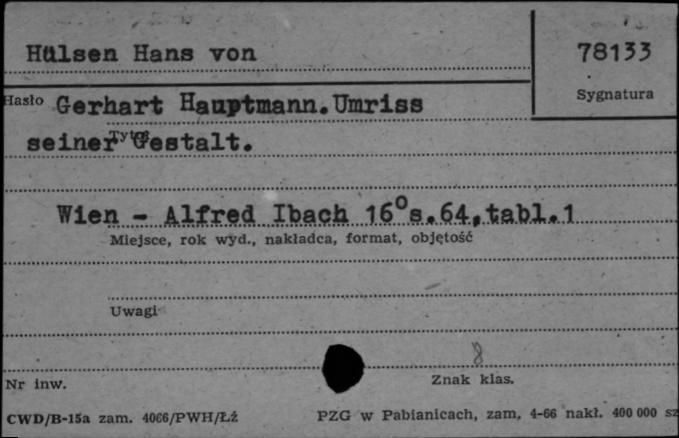 Hülsen Hans von
78133
Hasło Gerhart Hauptmann.Umriss
Sygnatura
seiner Gestalt.
Tytuł
Wien - Alfred Ibach 16° s.64,tabl.1
Miejsce, rok wyd., nakładca, format, objętość
Uwagi
8
Nr inw.
Znak klas.
CWD/B-15a zam. 4066/PWH/Łź
PZG w Pabianicach, zam. 4-66 nakł. 400 000 sz